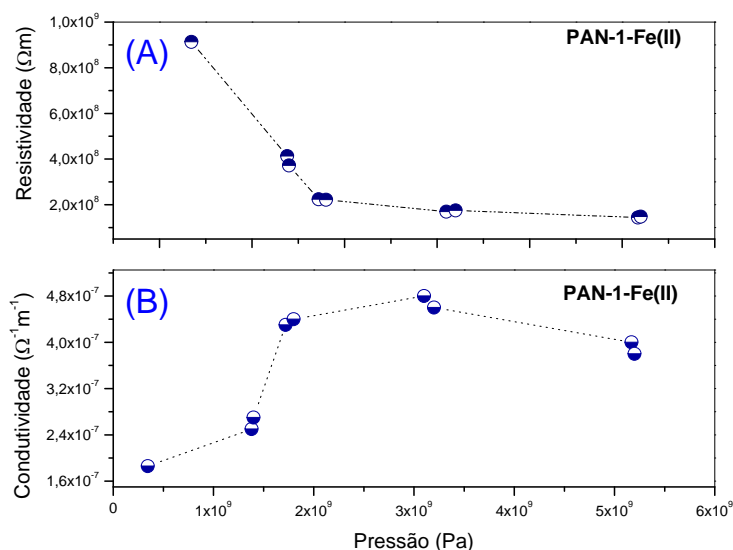 (A)
PAN-1-Fe(II)
Resistividade (Ωm)
1,0x10⁹
8,0x10⁸
6,0x10⁸
4,0x10⁸
2,0x10⁸
(B)
PAN-1-Fe(II)
Condutividade (Ω⁻¹m⁻¹)
4,8x10⁻⁷
4,0x10⁻⁷
3,2x10⁻⁷
2,4x10⁻⁷
1,6x10⁻⁷
0 1x10⁹ 2x10⁹ 3x10⁹ 4x10⁹ 5x10⁹ 6x10⁹
Pressão (Pa)